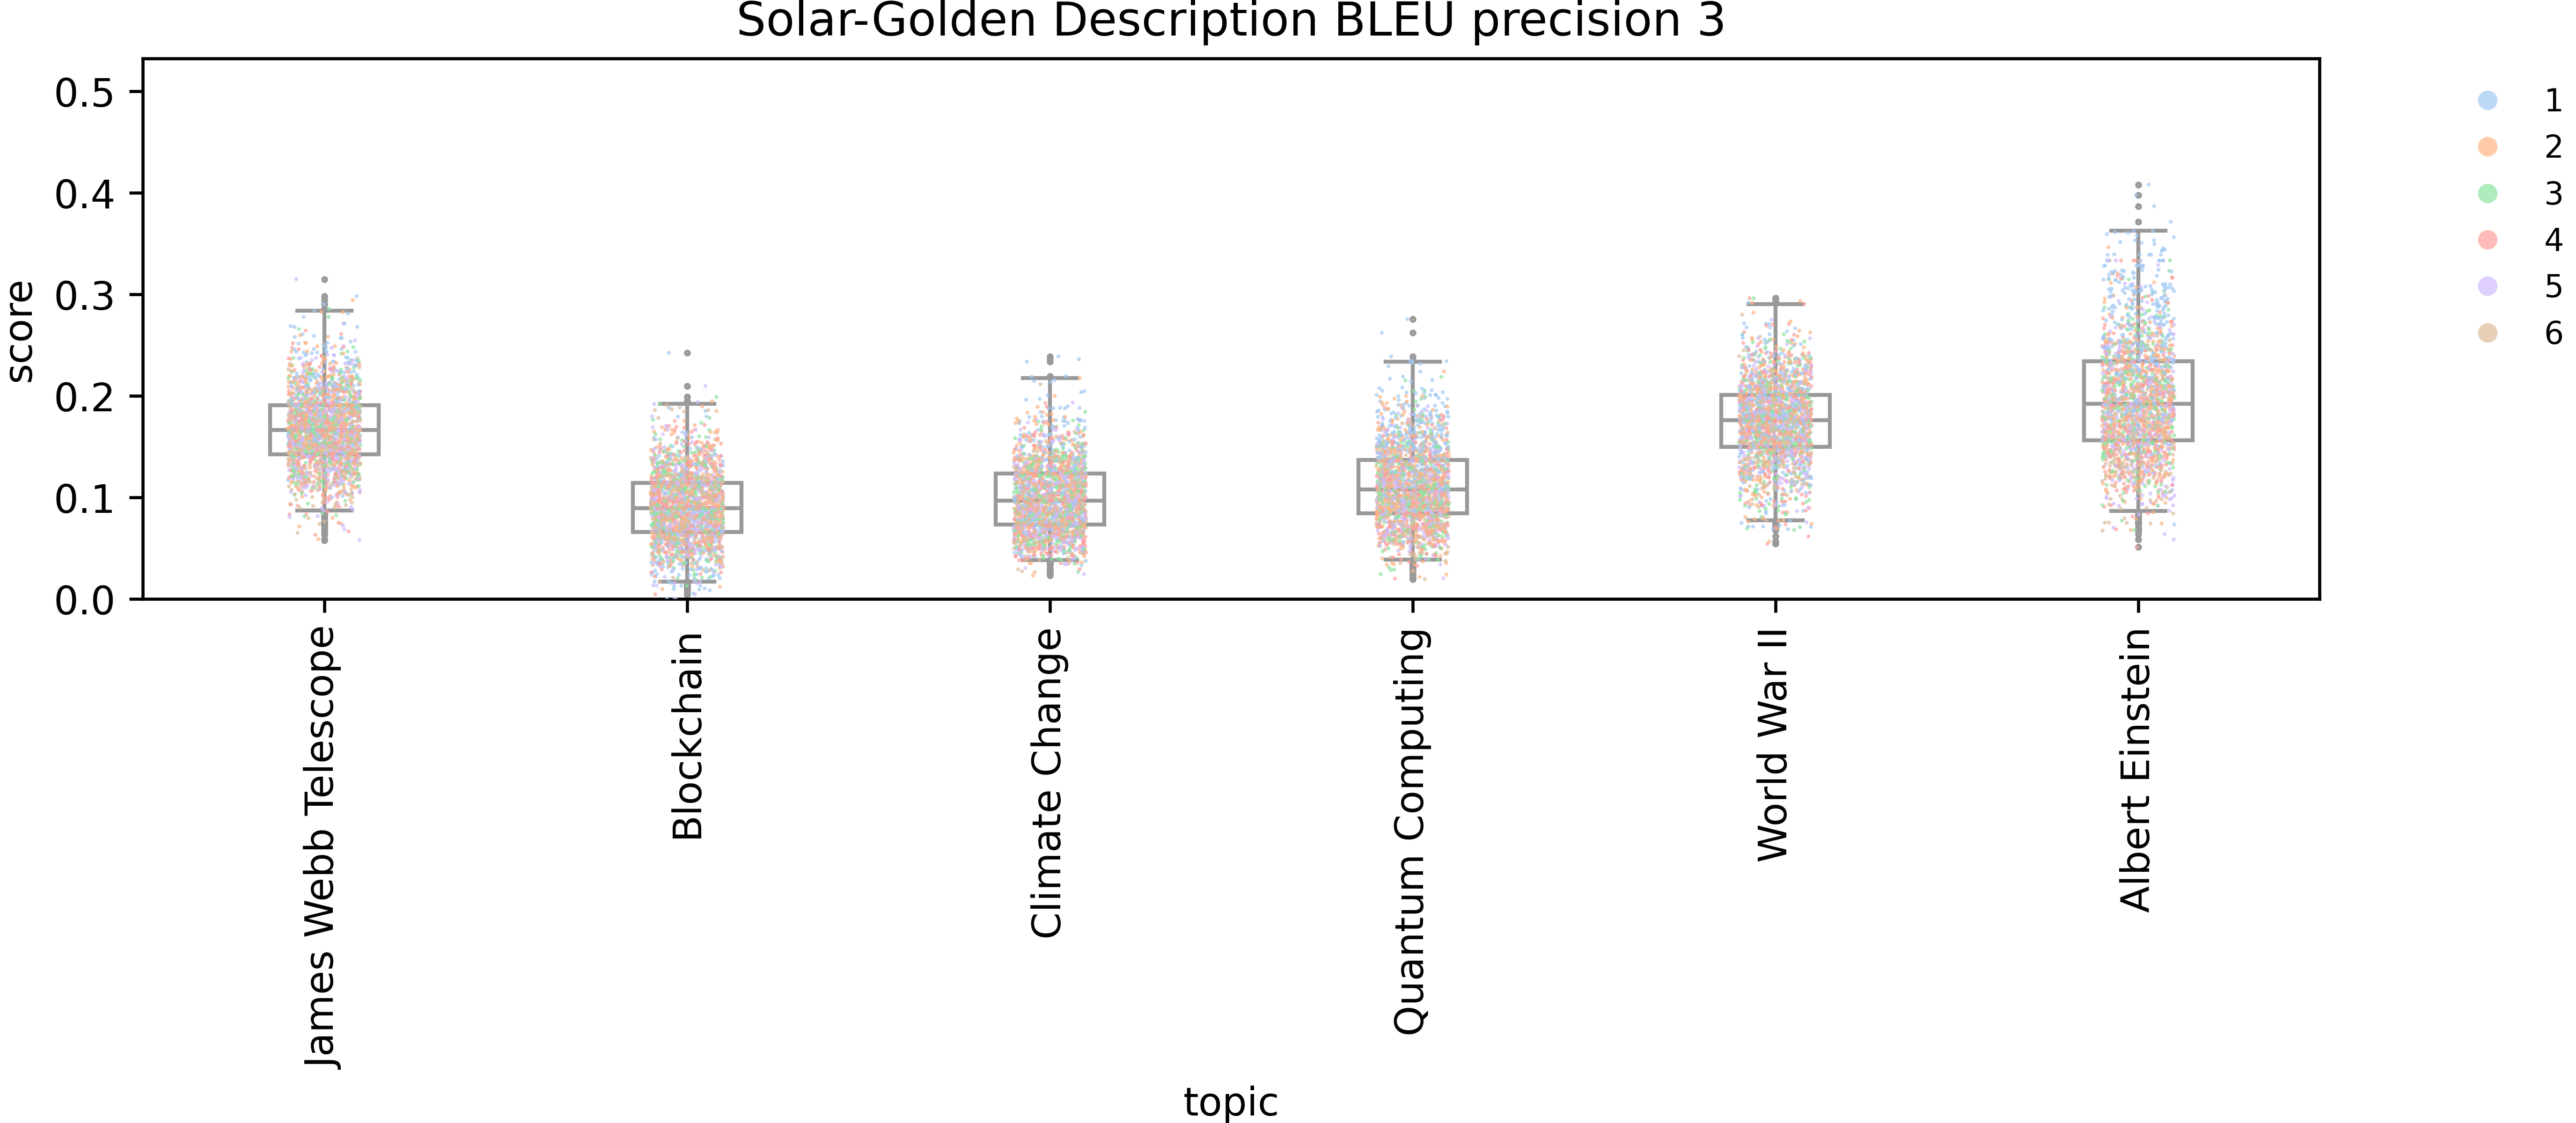 Solar-Golden Description BLEU precision 3
score
0.5
0.4
0.3
0.2
0.1
0.0
James Webb Telescope
Blockchain
Climate Change
Quantum Computing
World War II
Albert Einstein
topic
1
2
3
4
5
6